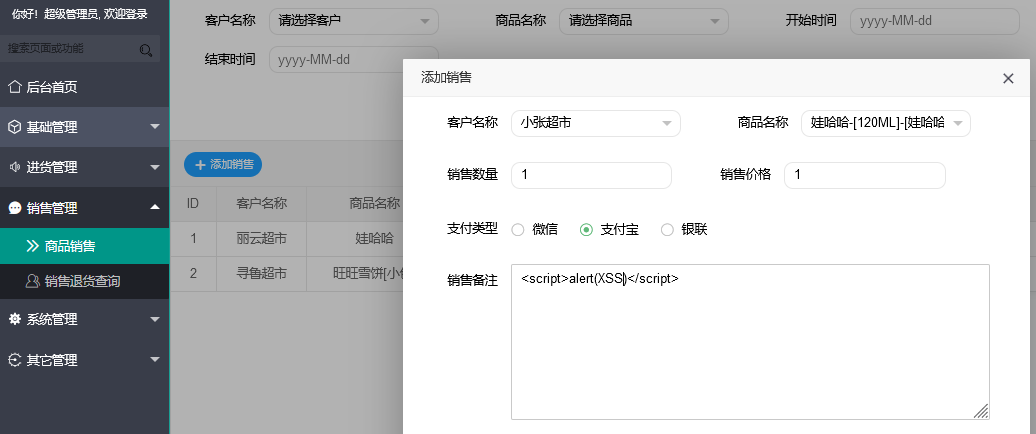 你好！超级管理员, 欢迎登录
搜索页面或功能
后台首页
基础管理
进货管理
销售管理
商品销售
销售退货查询
系统管理
其它管理
客户名称 请选择客户 商品名称 请选择商品 开始时间 yyyy-MM-dd
结束时间 yyyy-MM-dd
添加销售
ID 客户名称 商品名称
1 丽云超市 娃哈哈
2 寻鲁超市
添加销售
客户名称 小张超市 商品名称 娃哈哈-[120ML]-[娃哈哈
销售数量 1 销售价格 1
支付类型 微信 支付宝 银联
销售备注 <script>alert(XSS)</script>